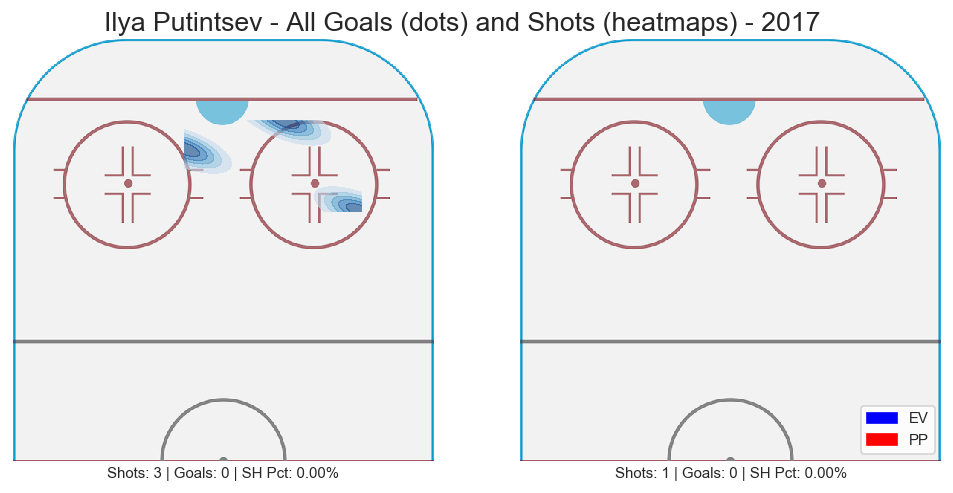 Ilya Putintsev - All Goals (dots) and Shots (heatmaps) - 2017
EV
PP
Shots: 3 | Goals: 0 | SH Pct: 0.00%
Shots: 1 | Goals: 0 | SH Pct: 0.00%